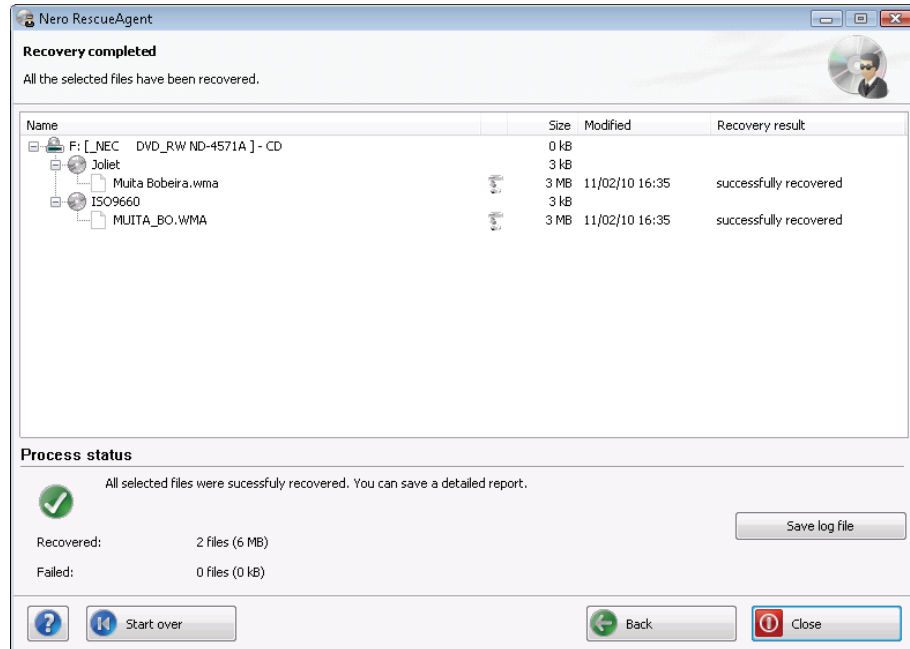 Nero RescueAgent
Recovery completed
All the selected files have been recovered.
Name Size Modified Recovery result
F: [_NEC DVD_RW ND-4571A ] - CD 0 kB
Joliet 3 kB
Muita Bobeira.wma 3 MB 11/02/10 16:35 successfully recovered
ISO9660 3 kB
MUITA_BO.WMA 3 MB 11/02/10 16:35 successfully recovered
Process status
All selected files were sucessfuly recovered. You can save a detailed report.
Save log file
Recovered: 2 files (6 MB)
Failed: 0 files (0 kB)
? Start over Back Close